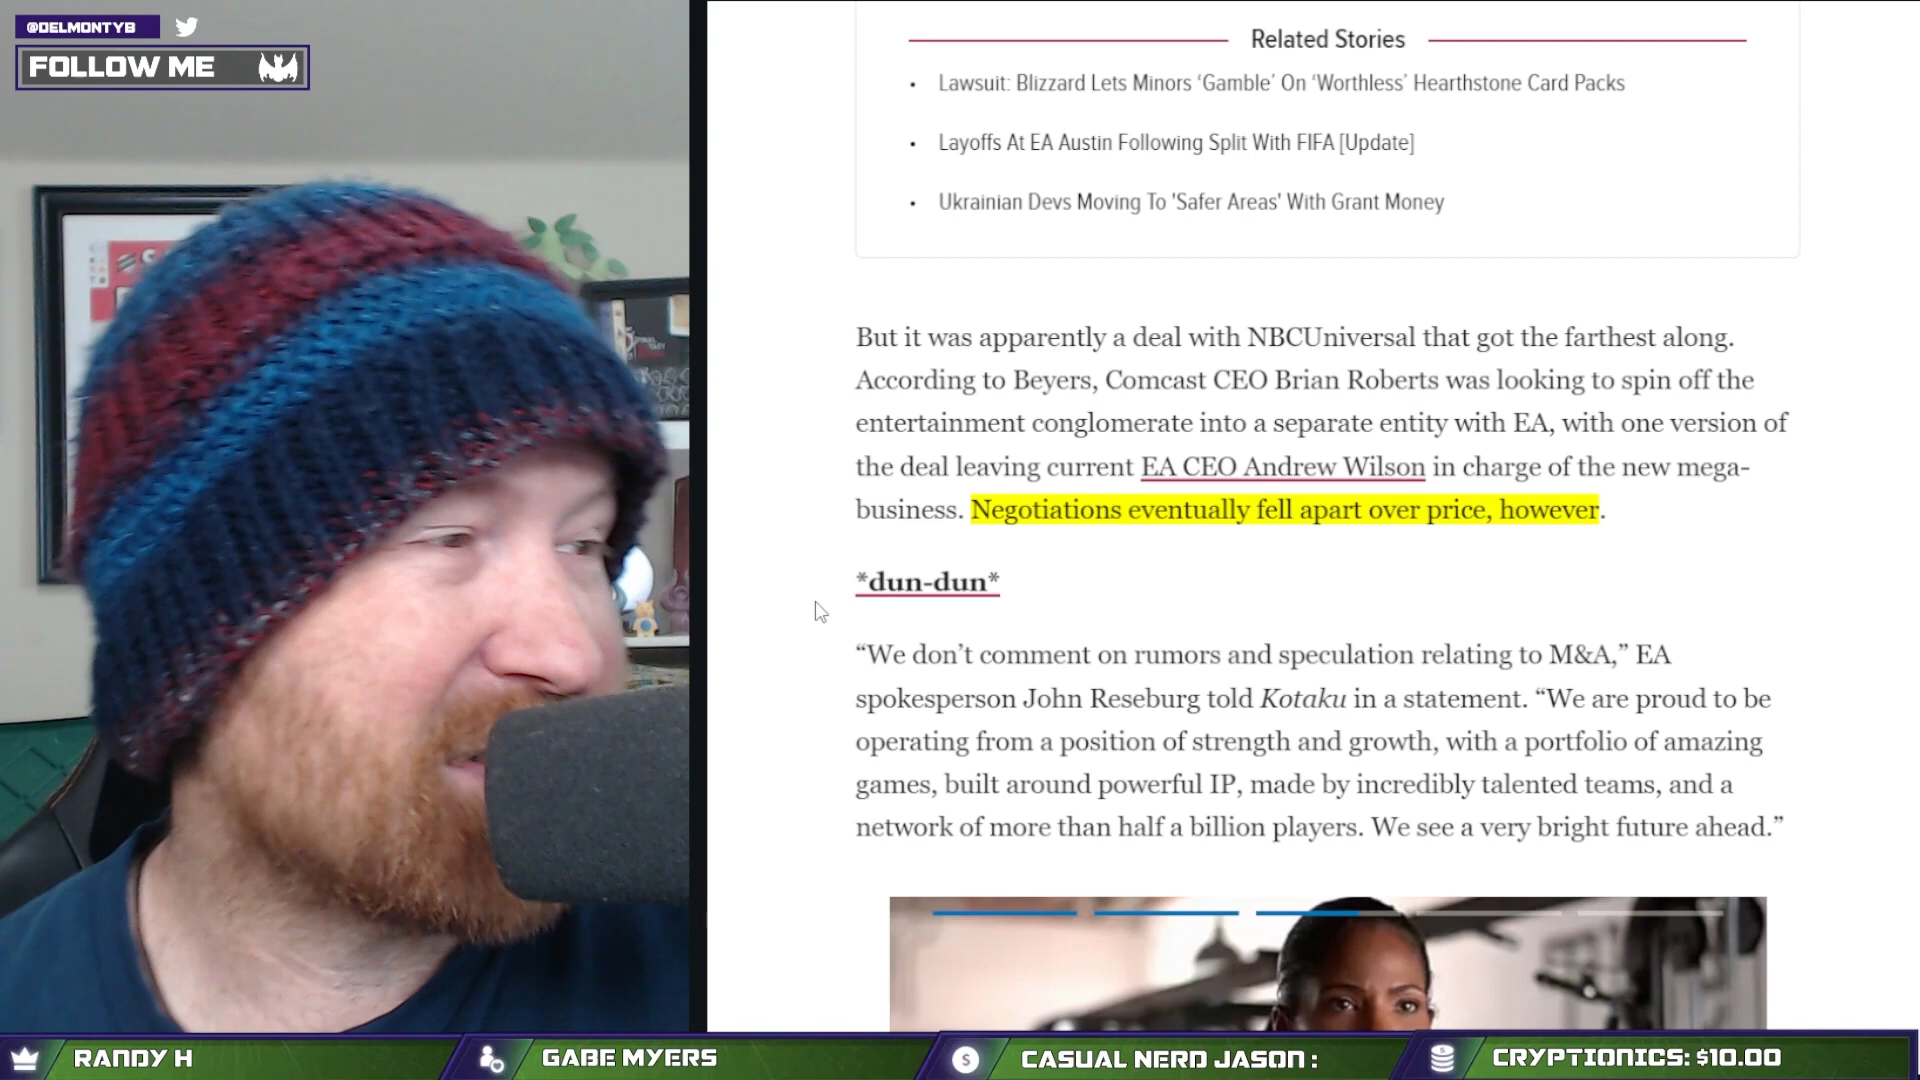 @DELMONTYB
FOLLOW ME
Related Stories
• Lawsuit: Blizzard Lets Minors ‘Gamble’ On ‘Worthless’ Hearthstone Card Packs
• Layoffs At EA Austin Following Split With FIFA [Update]
• Ukrainian Devs Moving To 'Safer Areas' With Grant Money
But it was apparently a deal with NBCUniversal that got the farthest along.
According to Beyers, Comcast CEO Brian Roberts was looking to spin off the
entertainment conglomerate into a separate entity with EA, with one version of
the deal leaving current EA CEO Andrew Wilson in charge of the new mega-
business. Negotiations eventually fell apart over price, however.
*dun-dun*
“We don’t comment on rumors and speculation relating to M&A,” EA
spokesperson John Reseburg told Kotaku in a statement. “We are proud to be
operating from a position of strength and growth, with a portfolio of amazing
games, built around powerful IP, made by incredibly talented teams, and a
network of more than half a billion players. We see a very bright future ahead.”
RANDY H
GABE MYERS
CASUAL NERD JASON :
CRYPTIONICS: $10.00